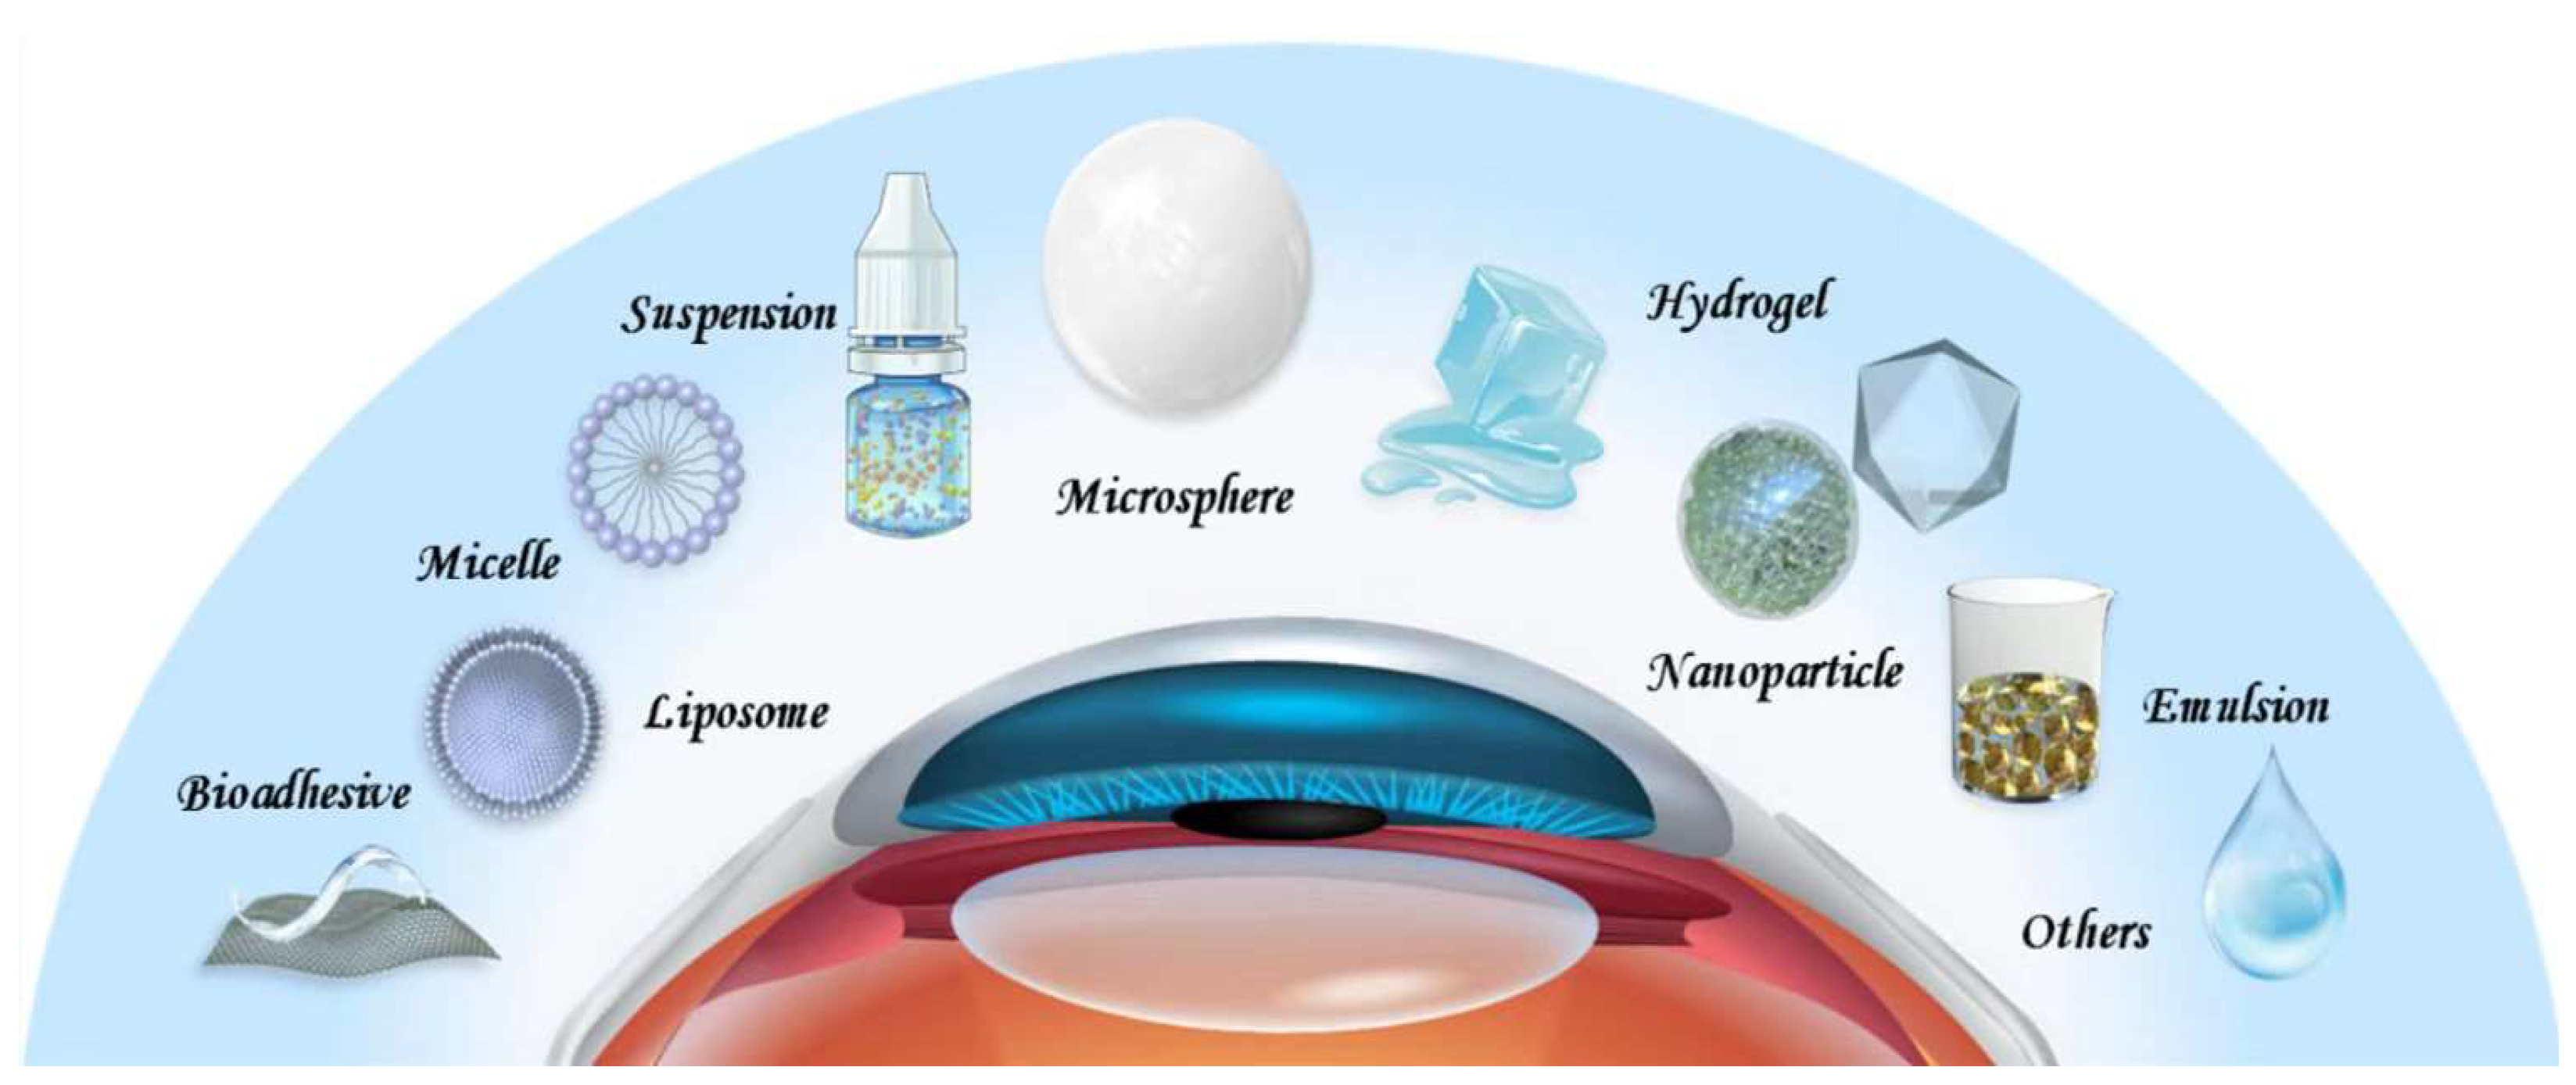 Suspension
Hydrogel
Microsphere
Micelle
Nanoparticle
Liposome
Emulsion
Bioadhesive
Others